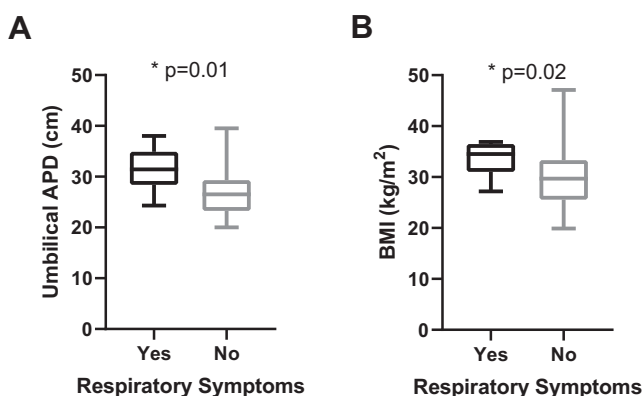 A
* p=0.01
Umbilical APD (cm)
50
40
30
20
10
0
Yes No
Respiratory Symptoms
B
* p=0.02
BMI (kg/m²)
50
40
30
20
10
0
Yes No
Respiratory Symptoms